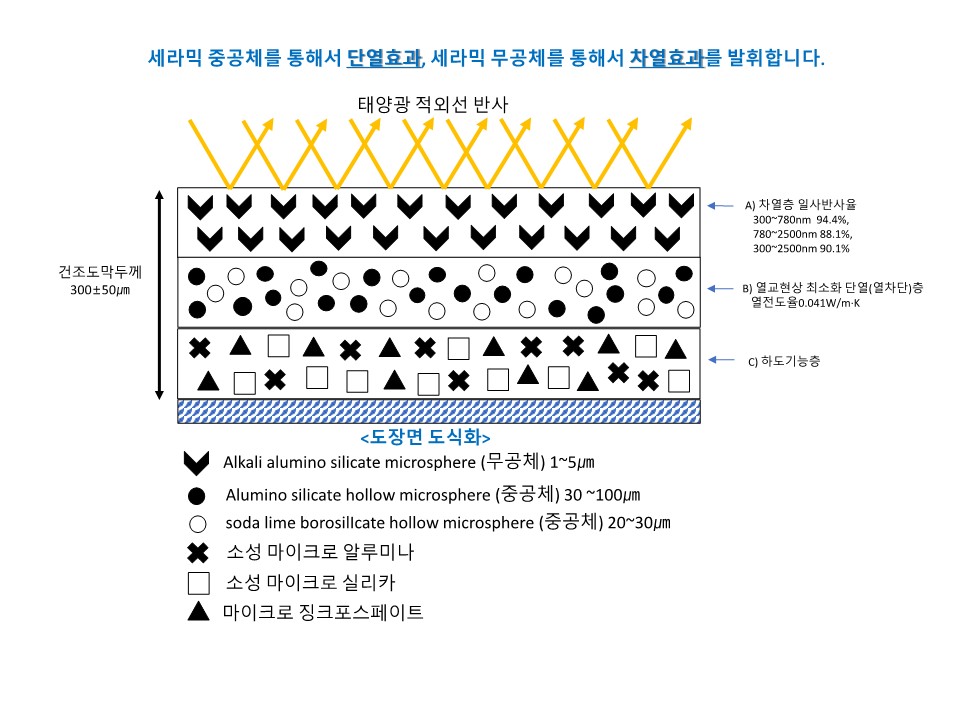 세라믹 중공체를 통해서 단열효과, 세라믹 무공체를 통해서 차열효과를 발휘합니다.
태양광 적외선 반사
A) 차열층 일사반사율
300~780nm 94.4%,
780~2500nm 88.1%,
300~2500nm 90.1%
건조도막두께
300±50㎛
B) 열교현상 최소화 단열(열차단)층
열전도율0.041W/m·K
C) 하도기능층
<도장면 도식화>
Alkali alumino silicate microsphere (무공체) 1~5㎛
Alumino silicate hollow microsphere (중공체) 30 ~100㎛
soda lime borosilIcate hollow microsphere (중공체) 20~30㎛
소성 마이크로 알루미나
소성 마이크로 실리카
마이크로 징크포스페이트